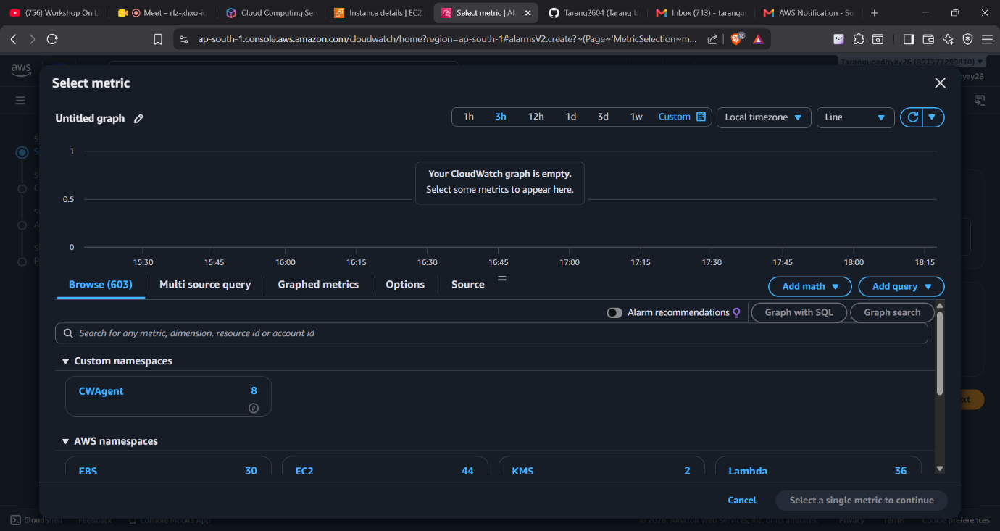 (756) Workshop On Li
Meet – rfz-xhxo-iq
Cloud Computing Ser
Instance details | EC2
Select metric | Ala
Tarang2604 (Tarang U
Inbox (713) - tarangup
AWS Notification - Su
ap-south-1.console.aws.amazon.com/cloudwatch/home?region=ap-south-1#alarmsV2:create?~(Page~'MetricSelection~m...
12
aws
Tarangupadhyay26 (891377299810)
yay26
Select metric
Untitled graph
1h 3h 12h 1d 3d 1w Custom
Local timezone
Line
1
Your CloudWatch graph is empty.
Select some metrics to appear here.
0.5
0
15:30 15:45 16:00 16:15 16:30 16:45 17:00 17:15 17:30 17:45 18:00 18:15
Browse (603) Multi source query Graphed metrics Options Source
Add math Add query
Alarm recommendations Graph with SQL Graph search
Search for any metric, dimension, resource id or account id
Custom namespaces
CWAgent 8
xt
AWS namespaces
EBS 30 EC2 44 KMS 2 Lambda 36
Cancel Select a single metric to continue
CloudShell Feedback Console Mobile App © 2026, Amazon Web Services, Inc. or its affiliates. Privacy Terms Cookie preferences